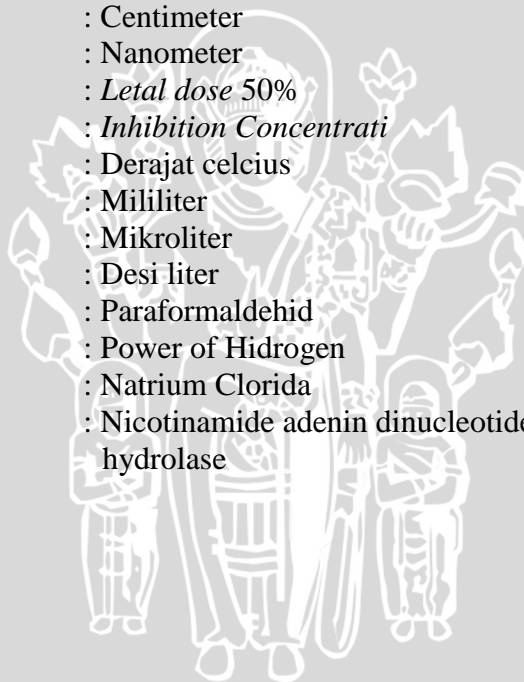 : Centimeter
: Nanometer
: Letal dose 50%
: Inhibition Concentrati
: Derajat celcius
: Mililiter
: Mikroliter
: Desi liter
: Paraformaldehid
: Power of Hidrogen
: Natrium Clorida
: Nicotinamide adenin dinucleotide
hydrolase